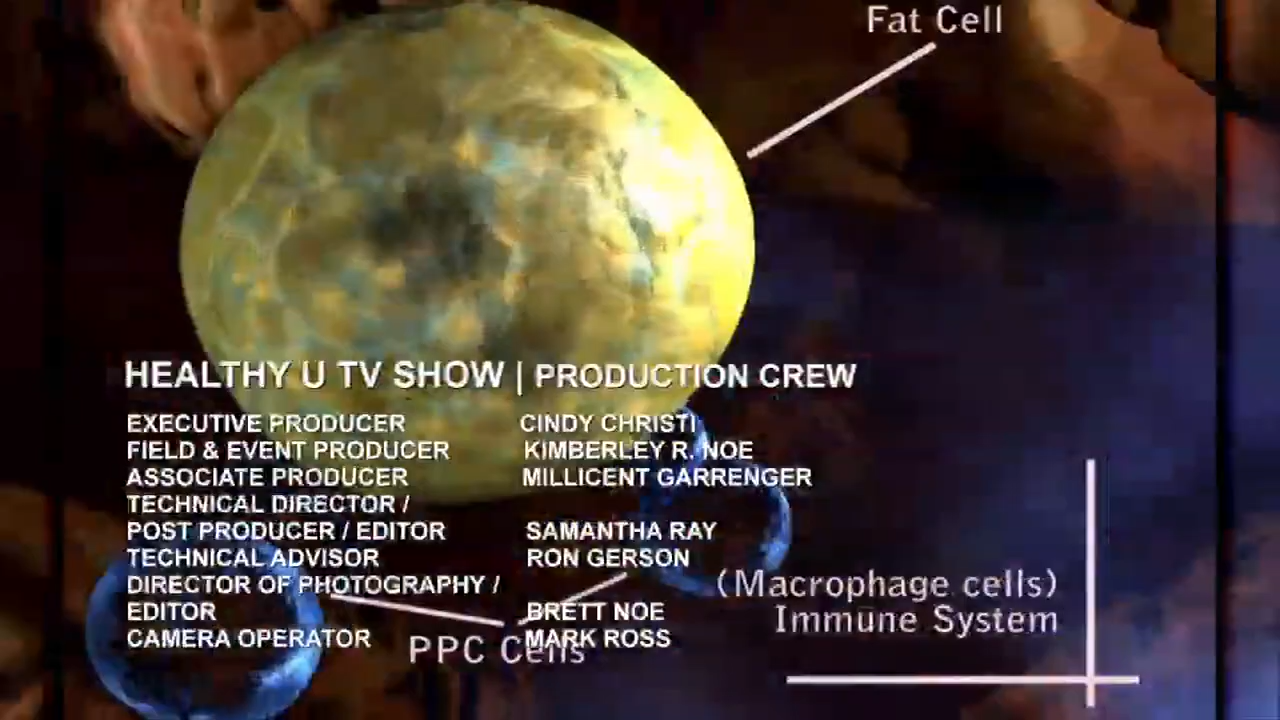 Fat Cell
HEALTHY U TV SHOW | PRODUCTION CREW
EXECUTIVE PRODUCER CINDY CHRISTI
FIELD & EVENT PRODUCER KIMBERLEY R. NOE
ASSOCIATE PRODUCER MILLICENT GARRENGER
TECHNICAL DIRECTOR /
POST PRODUCER / EDITOR SAMANTHA RAY
TECHNICAL ADVISOR RON GERSON
DIRECTOR OF PHOTOGRAPHY /
EDITOR BRETT NOE
CAMERA OPERATOR MARK ROSS
PPC Cells
(Macrophage cells)
Immune System